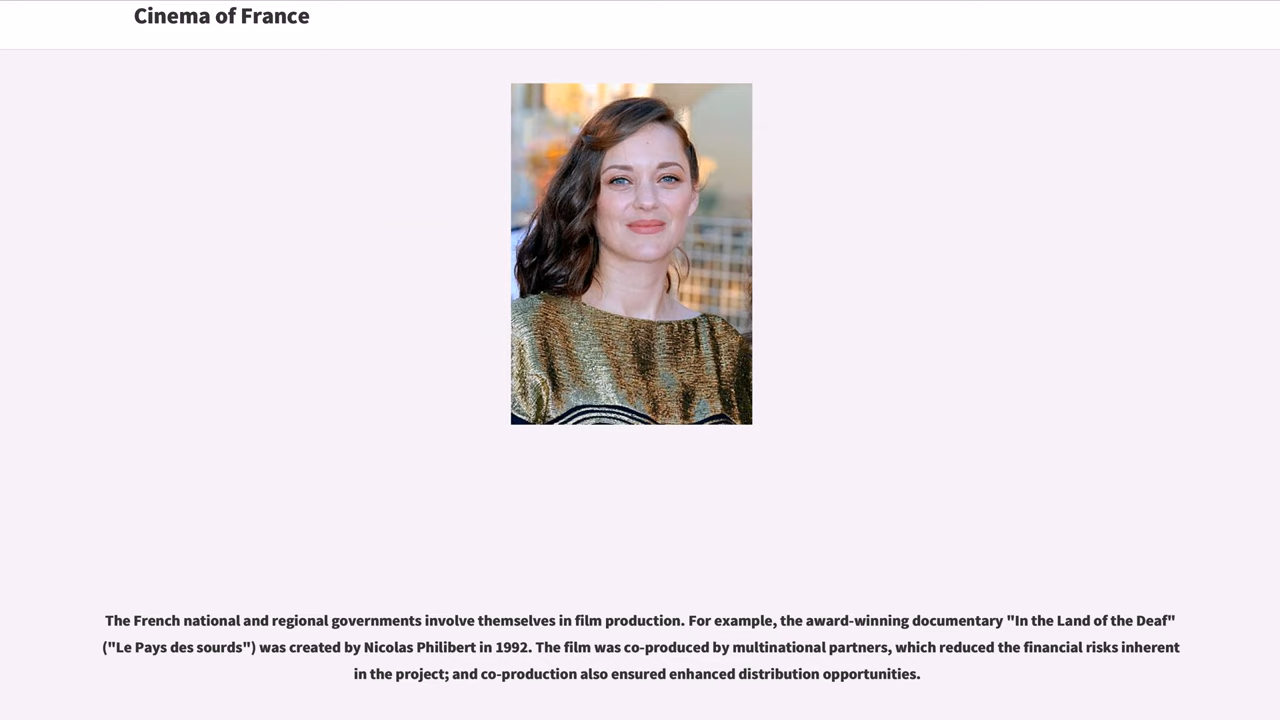 Cinema of France
The French national and regional governments involve themselves in film production. For example, the award-winning documentary "In the Land of the Deaf"
("Le Pays des sourds") was created by Nicolas Philibert in 1992. The film was co-produced by multinational partners, which reduced the financial risks inherent
in the project; and co-production also ensured enhanced distribution opportunities.